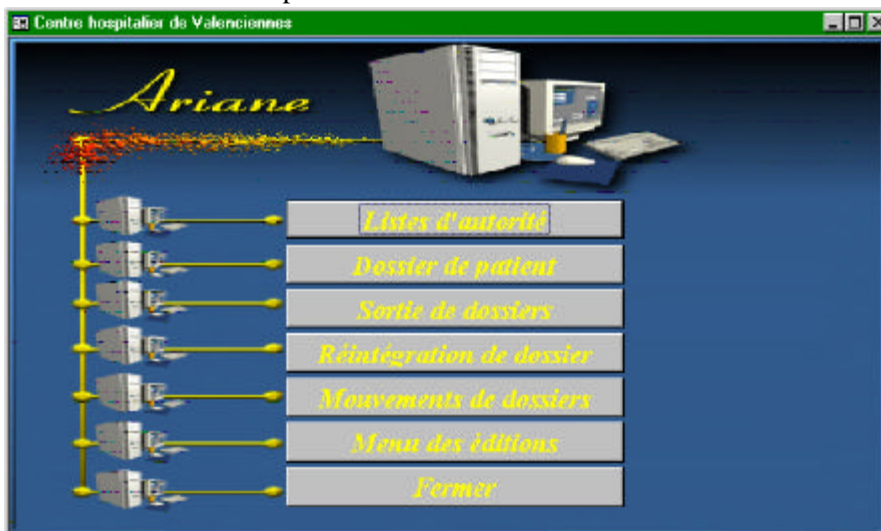 Centre hospitalier de Valenciennes
Ariane
Listes d'autorité
Dossier de patient
Sortie de dossiers
Réintégration de dossier
Mouvements de dossiers
Menu des éditions
Fermer